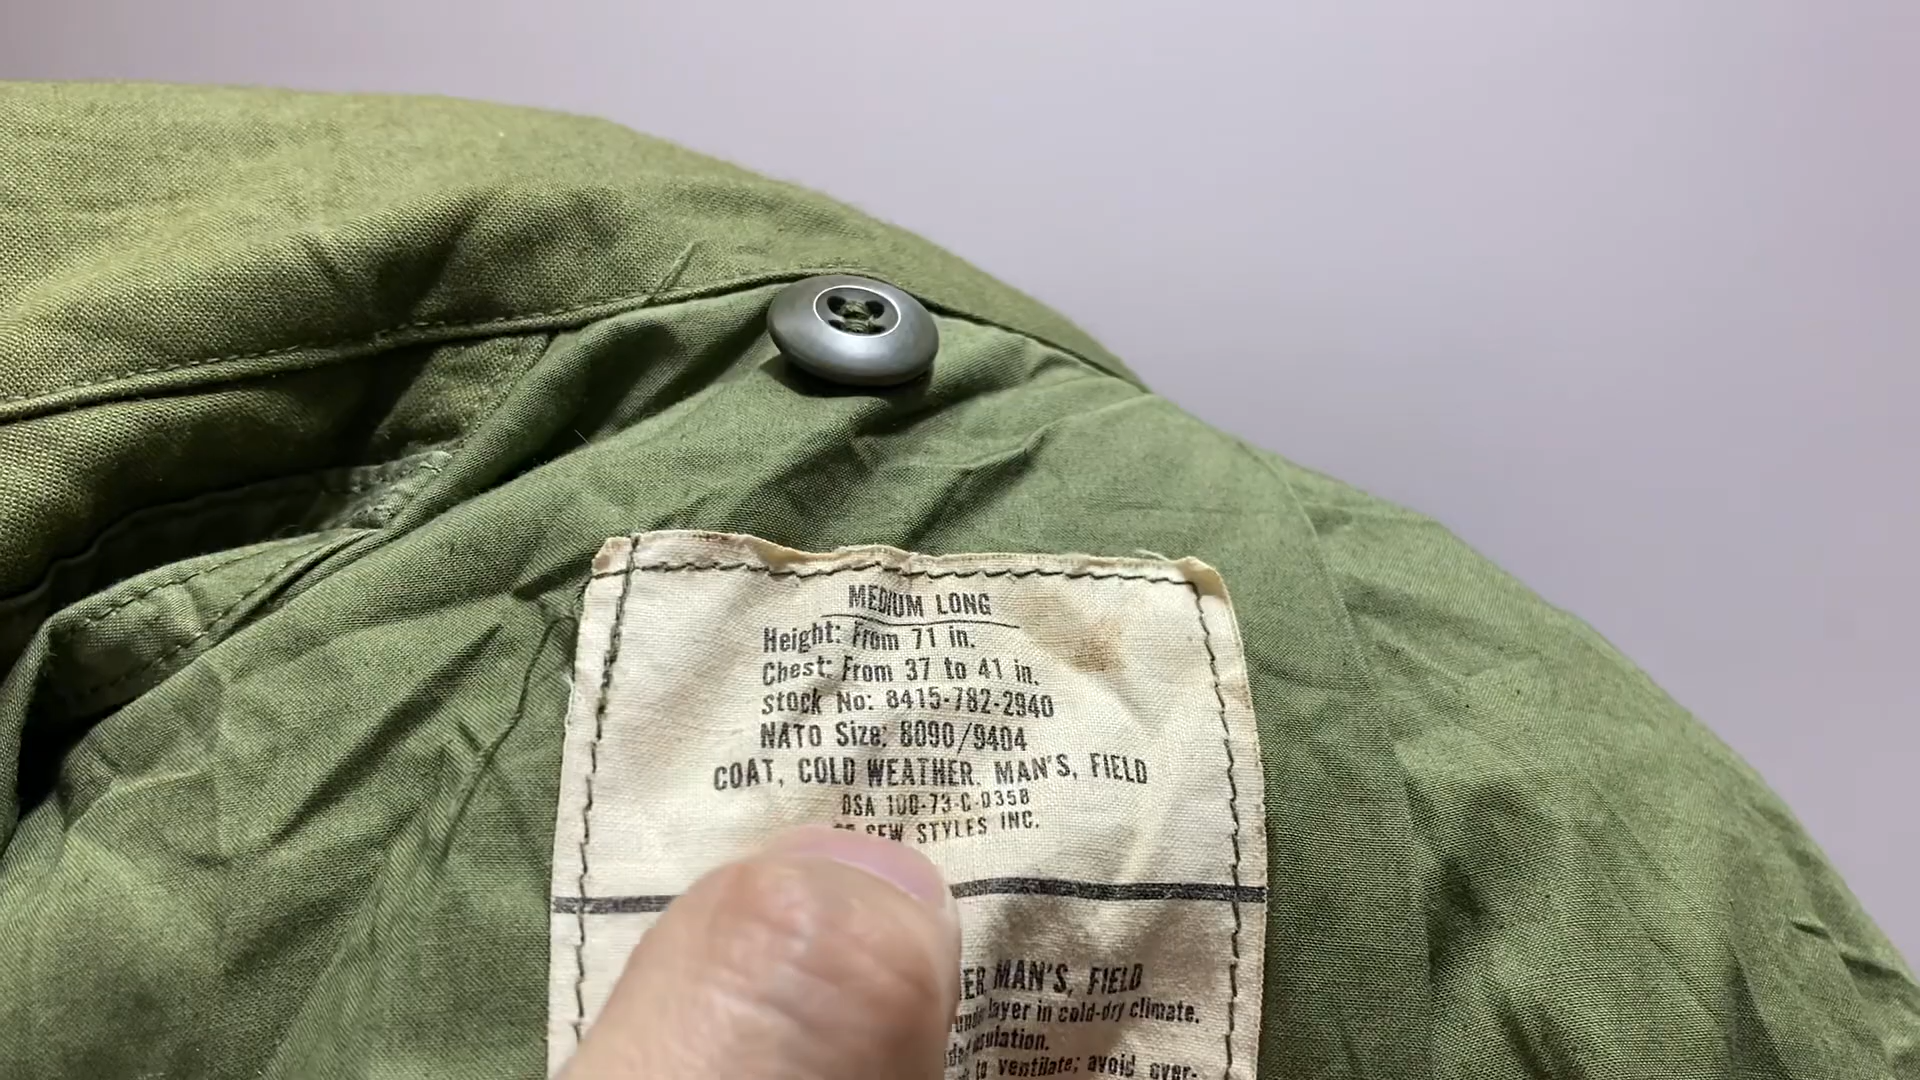 MEDIUM LONG
Height: From 71 in.
Chest: From 37 to 41 in.
Stock No: 8415-782-2940
NATO Size: 8090/9404
COAT, COLD WEATHER, MAN'S, FIELD
DSA 100-73-C-0358
SEW STYLES INC.
MAN'S, FIELD
layer in cold-dry climate.
to ventilate; avoid over-